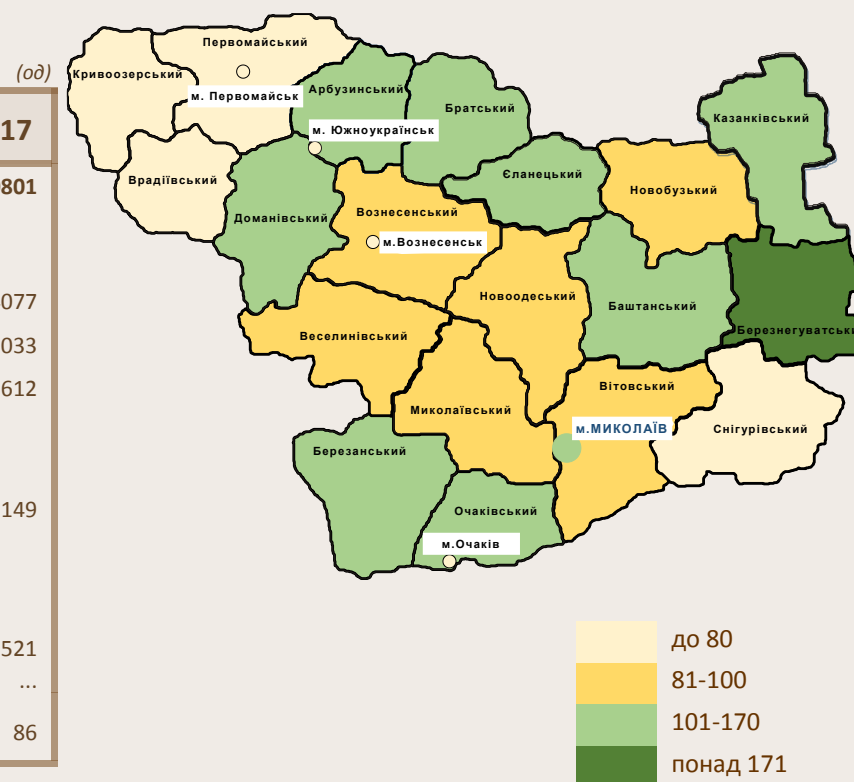 (од)
17
801
077
033
612
149
521
...
86
Первомайський
Кривоозерський
м. Первомайськ
Арбузинський
Братський
Казанківський
м. Южноукраїнськ
Врадіївський
Єланецький
Новобузький
Доманівський
Вознесенський
м.Вознесенськ
Новоодеський
Баштанський
Березнегуватськи
Веселинівський
Вітовський
Миколаївський
м.МИКОЛАЇВ
Снігурівський
Березанський
Очаківський
м.Очаків
до 80
81-100
101-170
понад 171